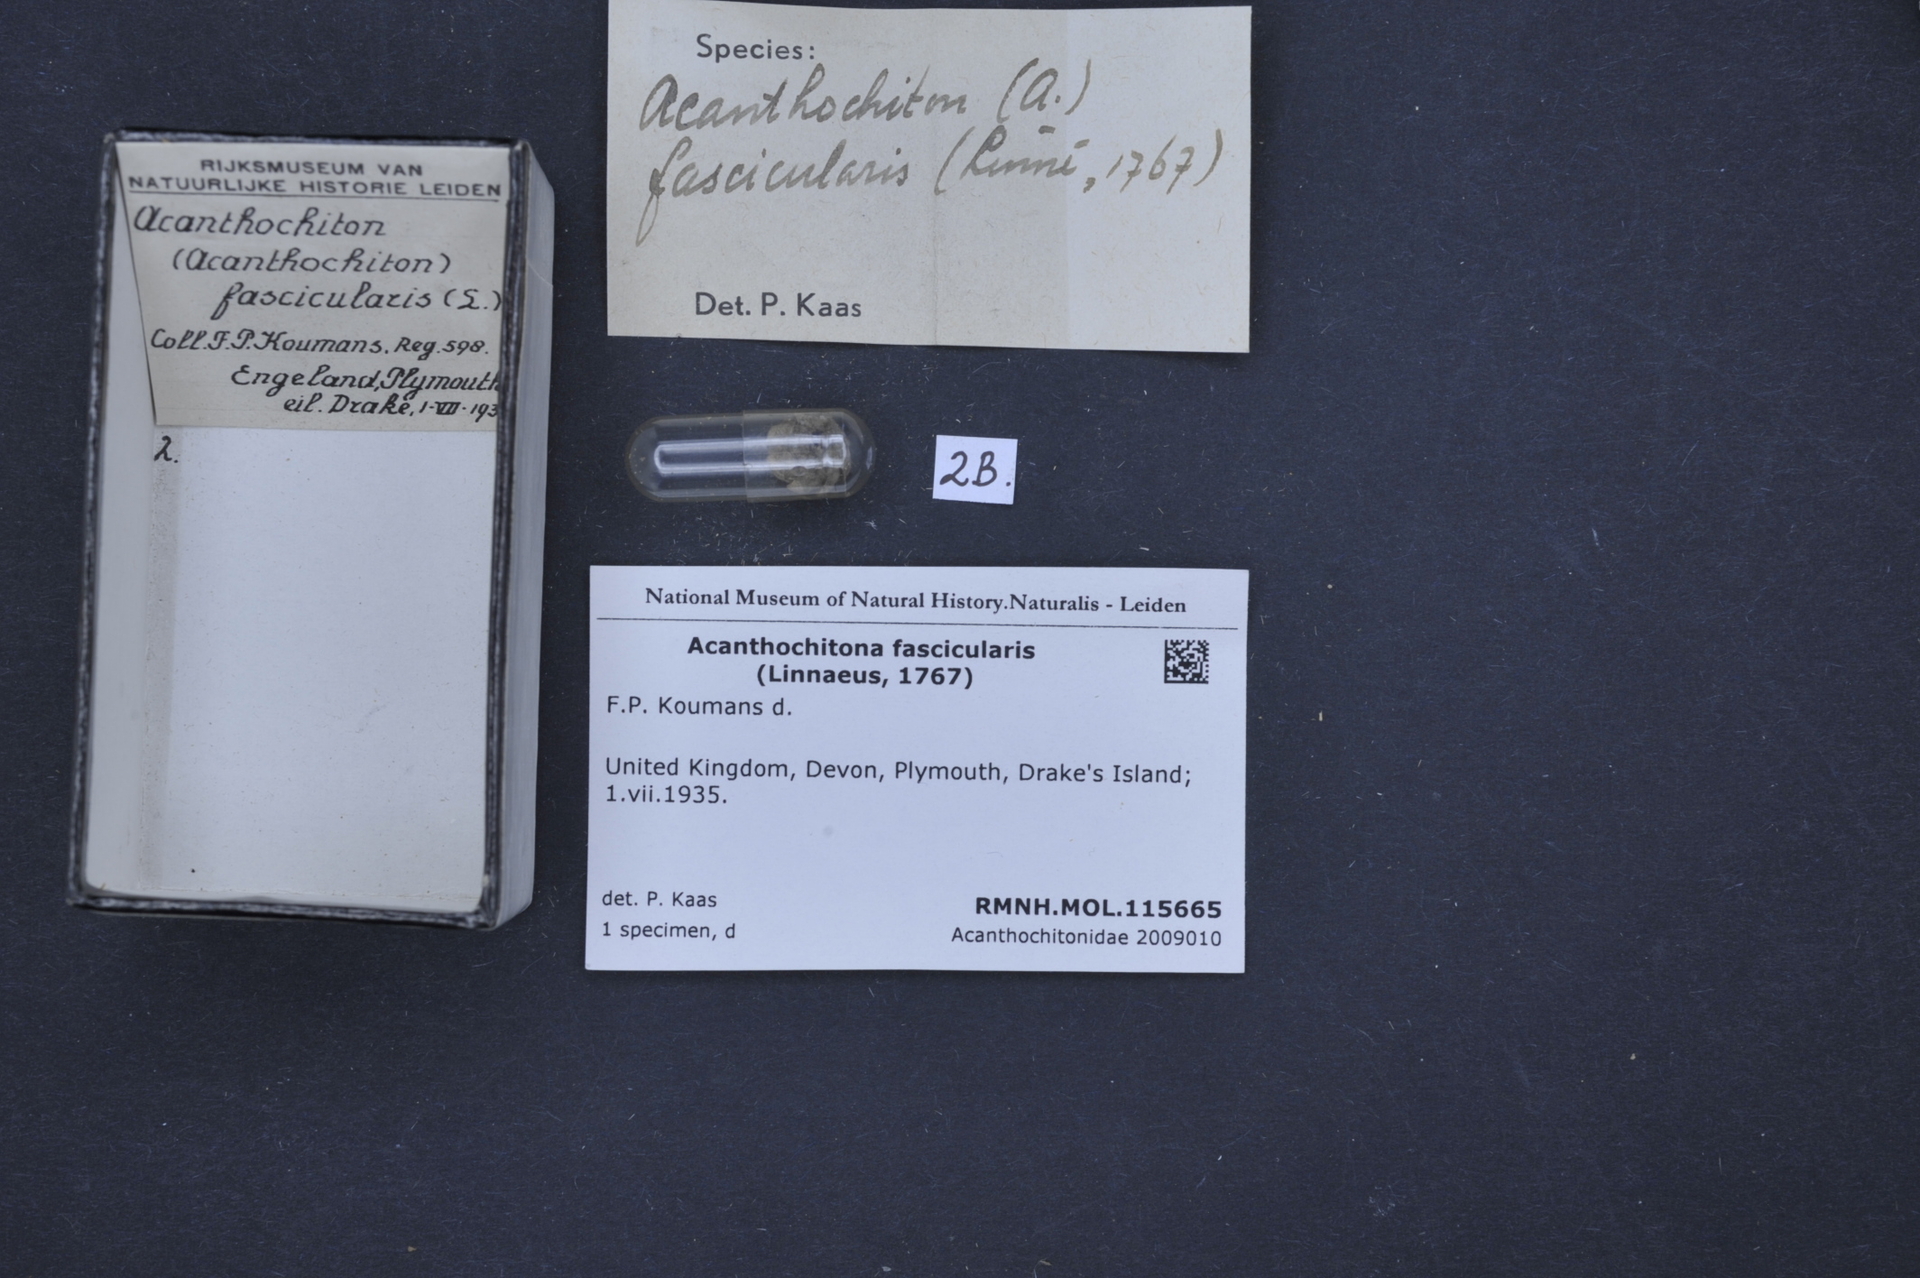 RIJKSMUSEUM VAN
NATUURLIJKE HISTORIE LEIDEN
Acanthochiton
(Acanthochiton)
fascicularis (L.)
Coll. F.P. Koumans. Reg. 598.
Engeland, Plymouth
eil. Drake, 1-VII-193
2.
Species:
Acanthochiton (A.)
fascicularis (Linné, 1767)
Det. P. Kaas
2B.
National Museum of Natural History.Naturalis - Leiden
Acanthochitona fascicularis
(Linnaeus, 1767)
F.P. Koumans d.
United Kingdom, Devon, Plymouth, Drake's Island;
1.vii.1935.
det. P. Kaas
1 specimen, d
RMNH.MOL.115665
Acanthochitonidae 2009010